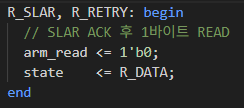 R_SLAR, R_RETRY: begin
  // SLAR ACK 후 1바이트 READ
  arm_read <= 1'b0;
  state    <= R_DATA;
end